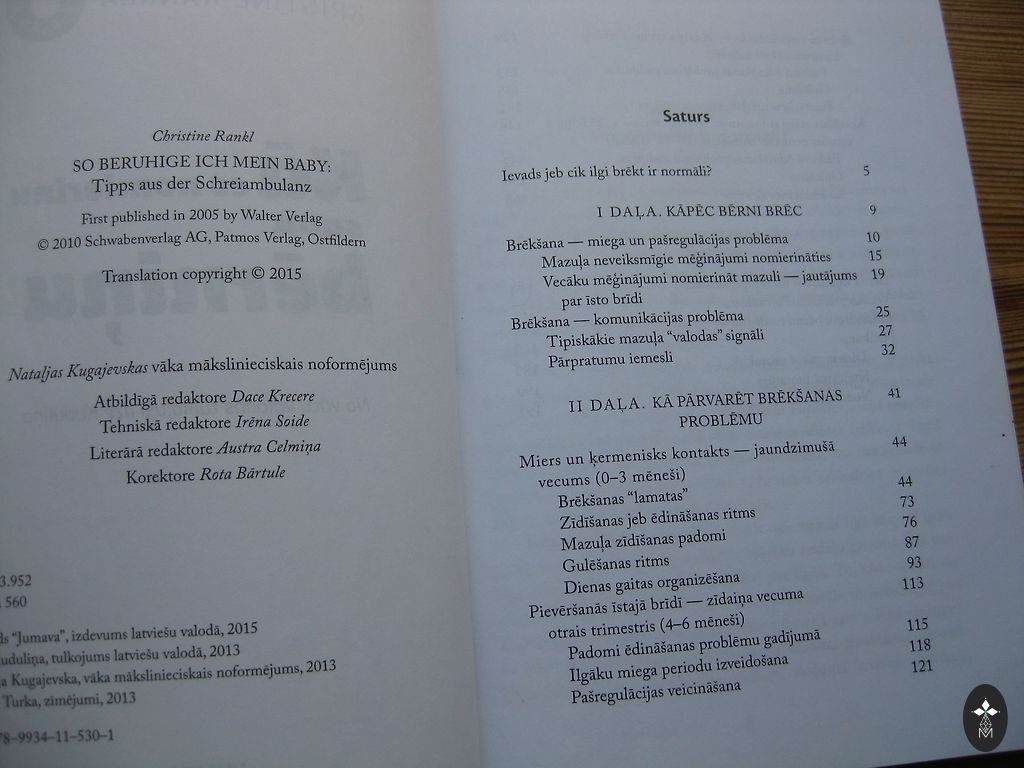 Christine Rankl
SO BERUHIGE ICH MEIN BABY:
Tipps aus der Schreiambulanz
First published in 2005 by Walter Verlag
© 2010 Schwabenverlag AG, Patmos Verlag, Ostfildern
Translation copyright © 2015
Nataļjas Kugajevskas vāka mākslinieciskais noformējums
Atbildīgā redaktore Dace Krecere
Tehniskā redaktore Irēna Soide
Literārā redaktore Austra Celmiņa
Korektore Rota Bārtule
3.952
560
"Jumava", izdevums latviešu valodā, 2015
tulkojums latviešu valodā, 2013
Kugajevska, vāka mākslinieciskais noformējums, 2013
Turka, zīmējumi, 2013
78-9934-11-530-1
Saturs
Ievads jeb cik ilgi brēkt ir normāli? 5
I DAĻA. KĀPĒC BĒRNI BRĒC 9
Brēkšana — miega un pašregulācijas problēma 10
Mazuļa neveiksmīgie mēģinājumi nomierināties 15
Vecāku mēģinājumi nomierināt mazuli — jautājums 19
par īsto brīdi
Brēkšana — komunikācijas problēma 25
Tipiskākie mazuļa "valodas" signāli 27
Pārpratumu iemesli 32
II DAĻA. KĀ PĀRVARĒT BRĒKŠANAS 41
PROBLĒMU
Miers un ķermenisks kontakts — jaundzimušā 44
vecums (0–3 mēneši)
Brēkšanas "lamatas" 44
Zīdīšanas jeb ēdināšanas ritms 73
Mazuļa zīdīšanas padomi 76
Gulēšanas ritms 87
Dienas gaitas organizēšana 93
Pievēršanās īstajā brīdī — zīdaiņa vecuma 113
otrais trimestris (4–6 mēneši)
Padomi ēdināšanas problēmu gadījumā 115
Ilgāku miega periodu izveidošana 118
Pašregulācijas veicināšana 121